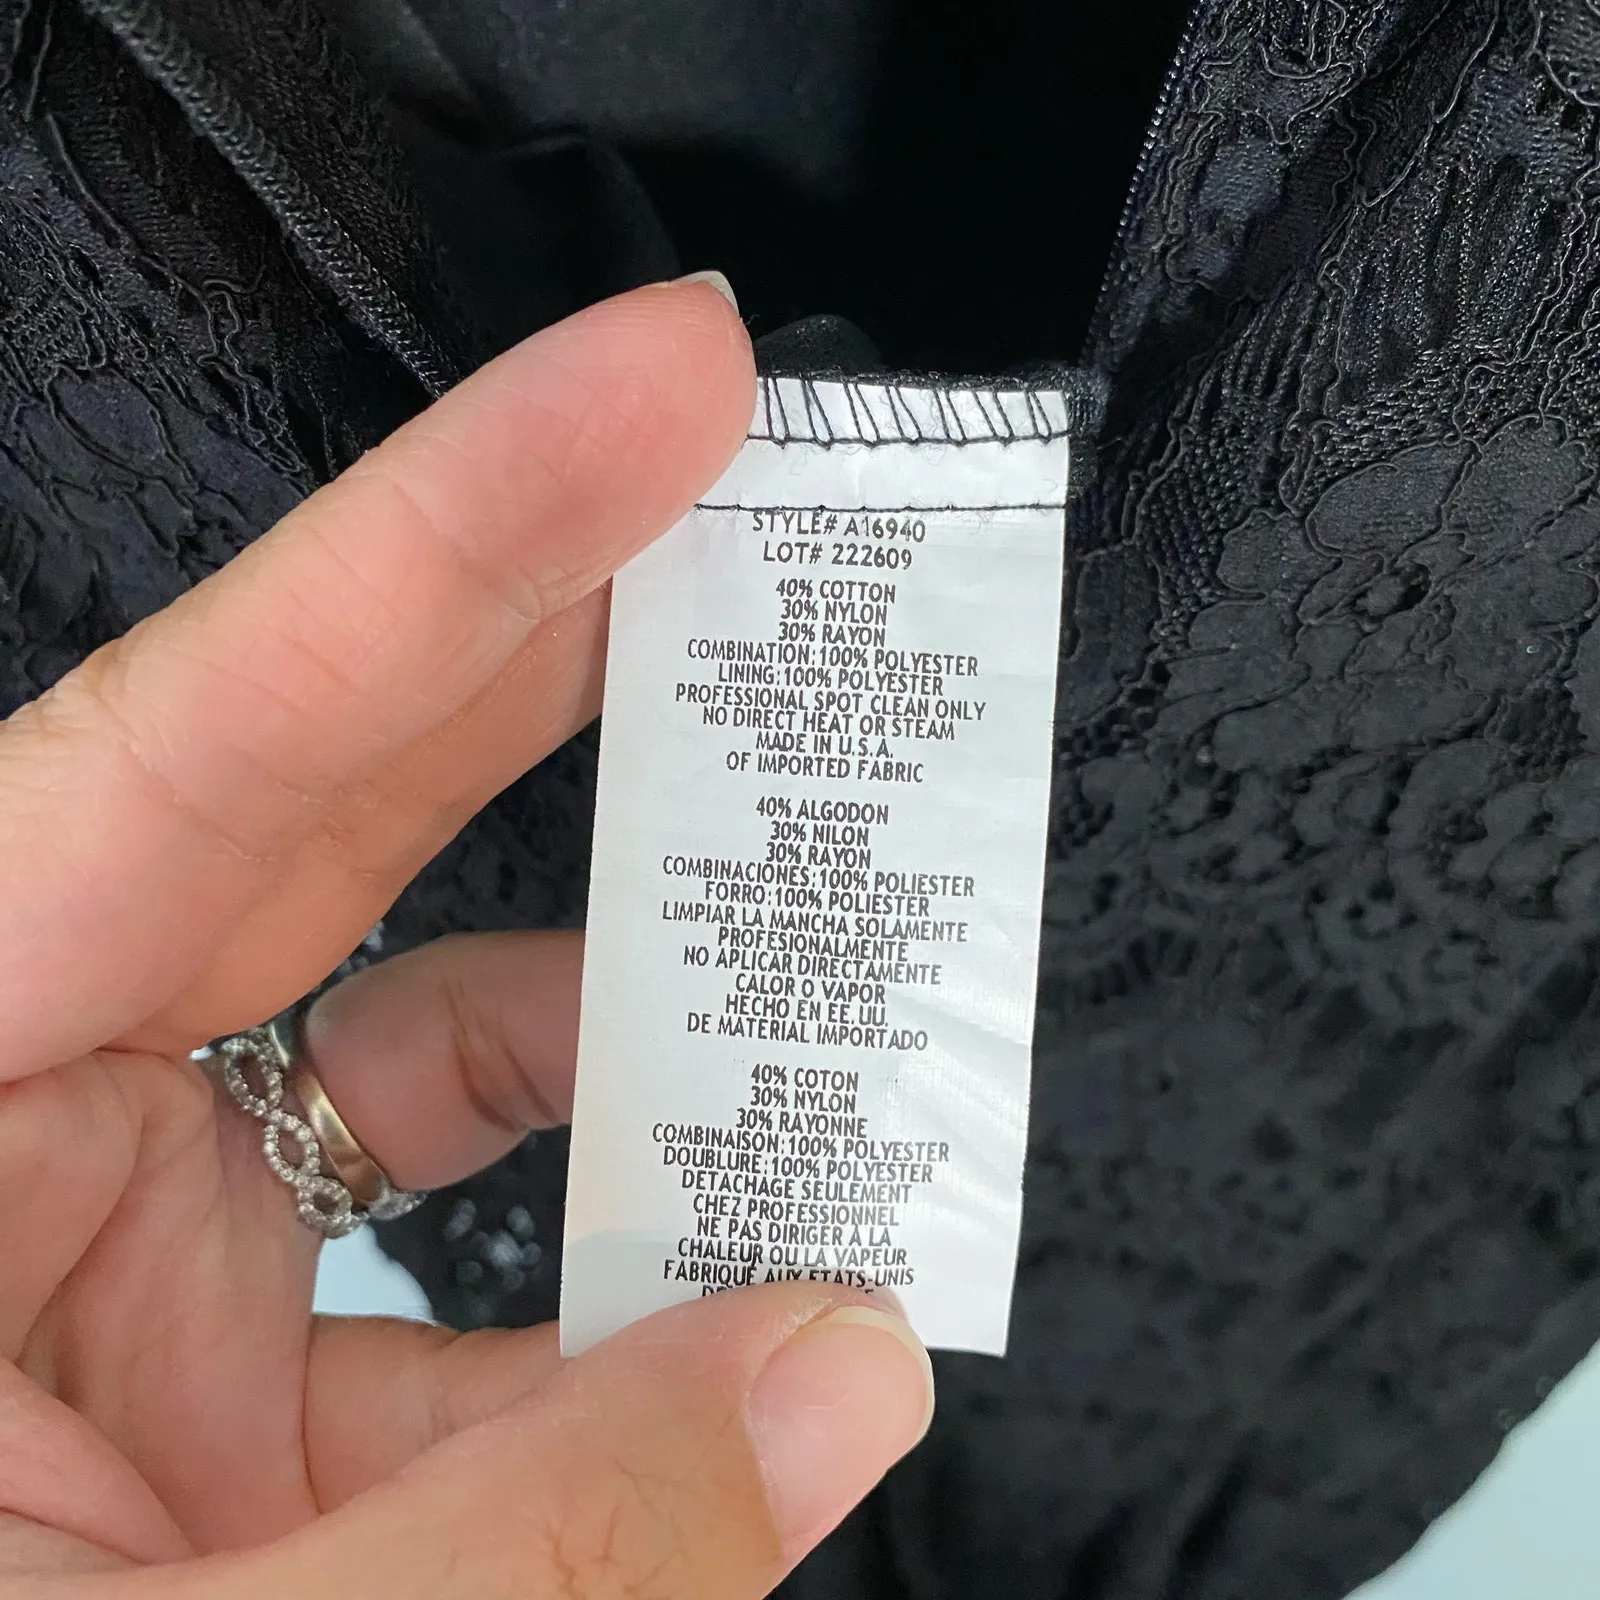 STYLE# A16940
LOT# 222609
40% COTTON
30% NYLON
30% RAYON
COMBINATION:100% POLYESTER
LINING:100% POLYESTER
PROFESSIONAL SPOT CLEAN ONLY
NO DIRECT HEAT OR STEAM
MADE IN U.S.A.
OF IMPORTED FABRIC
40% ALGODON
30% NILON
30% RAYON
COMBINACIONES:100% POLIESTER
FORRO:100% POLIESTER
LIMPIAR LA MANCHA SOLAMENTE
PROFESIONALMENTE
NO APLICAR DIRECTAMENTE
CALOR O VAPOR
HECHO EN EE.UU.
DE MATERIAL IMPORTADO
40% COTON
30% NYLON
30% RAYONNE
COMBINAISON:100% POLYESTER
DOUBLURE:100% POLYESTER
DETACHAGE SEULEMENT
CHEZ PROFESSIONNEL
NE PAS DIRIGER A LA
CHALEUR OU LA VAPEUR
FABRIQUÉ AUX ETATS-UNIS